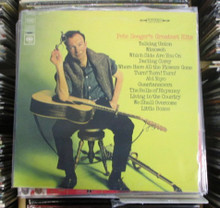 Pete Seeger's Greatest Hits
Talking Union
Wimoweh
Which Side Are You On
Darling Corey
Where Have All the Flowers Gone
Turn! Turn! Turn!
Abi Yoyo
Guantanamera
The Bells of Rhymney
Living in the Country
We Shall Overcome
Little Boxes